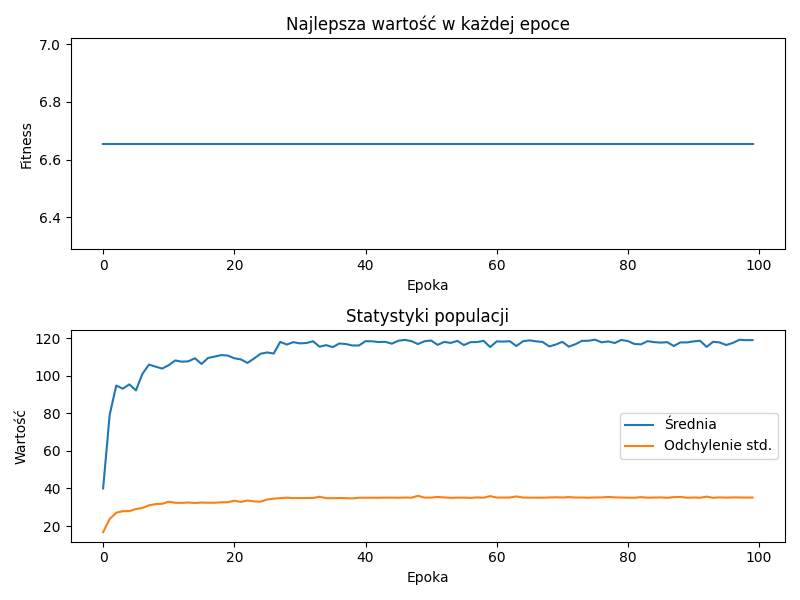 Najlepsza wartość w każdej epoce
7.0
6.8
6.6
6.4
Fitness
0 20 40 60 80 100
Epoka
Statystyki populacji
120
100
80
60
40
20
Wartość
Średnia
Odchylenie std.
0 20 40 60 80 100
Epoka